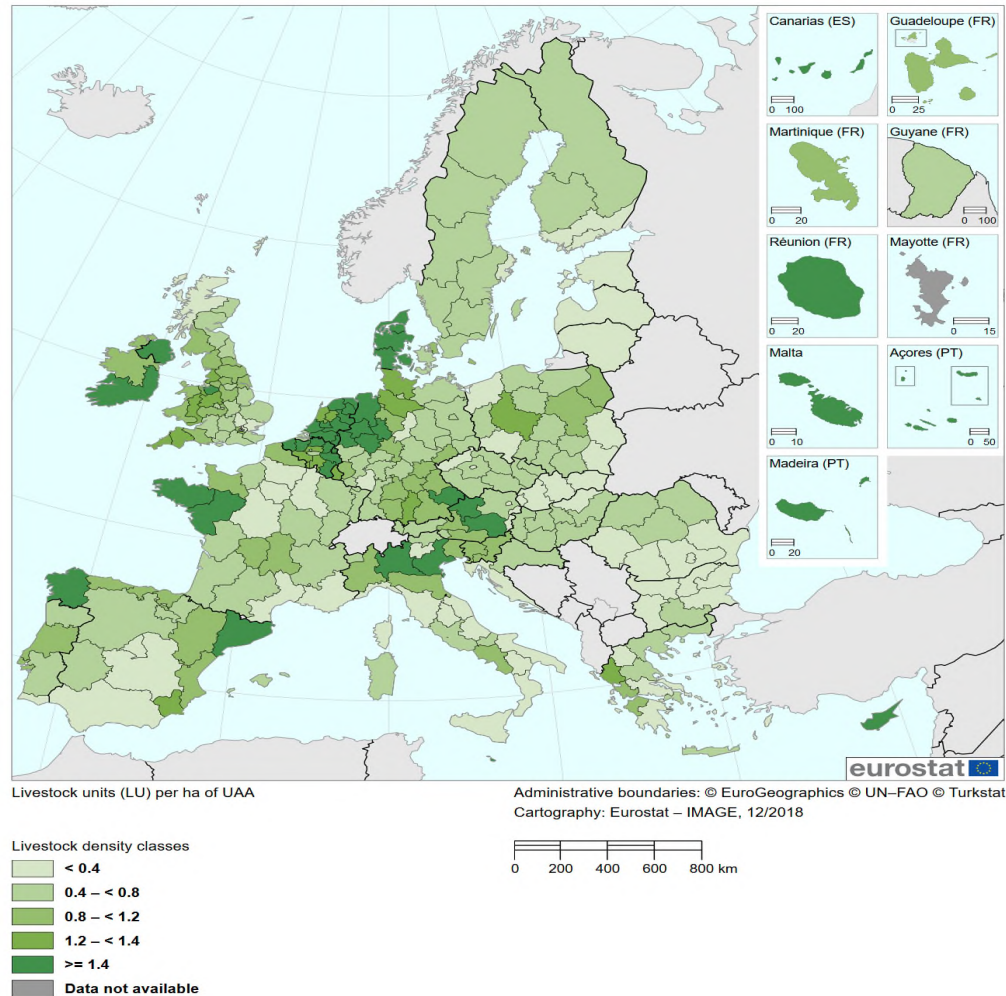 Canarias (ES)
0 100
Guadeloupe (FR)
0 25
Martinique (FR)
0 20
Guyane (FR)
0 100
Réunion (FR)
0 20
Mayotte (FR)
0 15
Malta
0 10
Açores (PT)
0 50
Madeira (PT)
0 20
eurostat
Livestock units (LU) per ha of UAA
Administrative boundaries: © EuroGeographics © UN–FAO © Turkstat
Cartography: Eurostat – IMAGE, 12/2018
0 200 400 600 800 km
Livestock density classes
< 0.4
0.4 – < 0.8
0.8 – < 1.2
1.2 – < 1.4
>= 1.4
Data not available